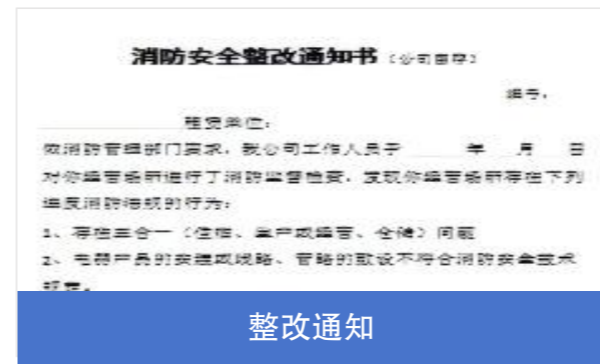 消防安全整改通知书（公司留存）
编号：
租赁单位：
依消防管理部门要求，我公司工作人员于 年 月 日
对你经营场所进行了消防监督检查，发现你经营场所存在下列
违反消防法规的行为：
1、存在三合一（住宿、生产或经营、仓储）问题
2、电器产品的安装或线路、管路的敷设不符合消防安全技术
规定。
整改通知